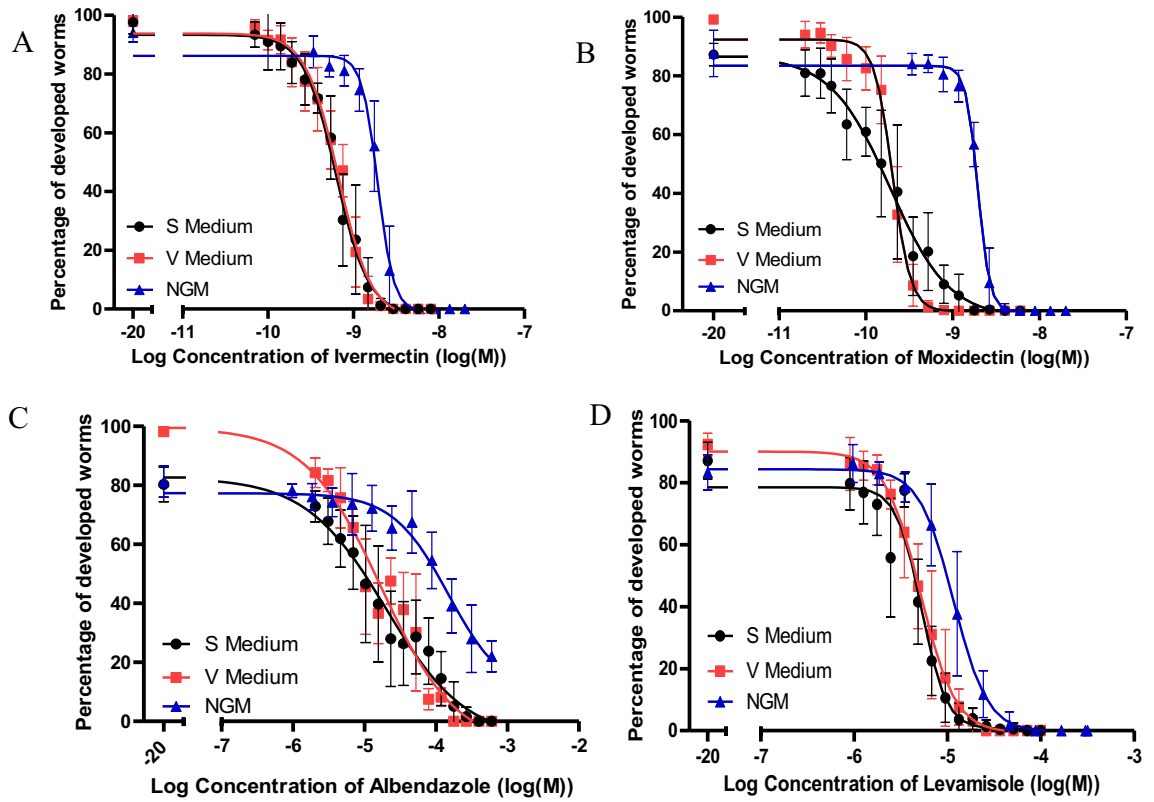 A
Percentage of developed worms
100
80
60
40
20
0
S Medium
V Medium
NGM
-20
-11
-10
-9
-8
-7
Log Concentration of Ivermectin (log(M))
B
Percentage of developed worms
100
80
60
40
20
0
S Medium
V Medium
NGM
-20
-11
-10
-9
-8
-7
Log Concentration of Moxidectin (log(M))
C
Percentage of developed worms
100
80
60
40
20
0
S Medium
V Medium
NGM
-20
-7
-6
-5
-4
-3
-2
Log Concentration of Albendazole (log(M))
D
Percentage of developed worms
100
80
60
40
20
0
S Medium
V Medium
NGM
-20
-7
-6
-5
-4
-3
Log Concentration of Levamisole (log(M))